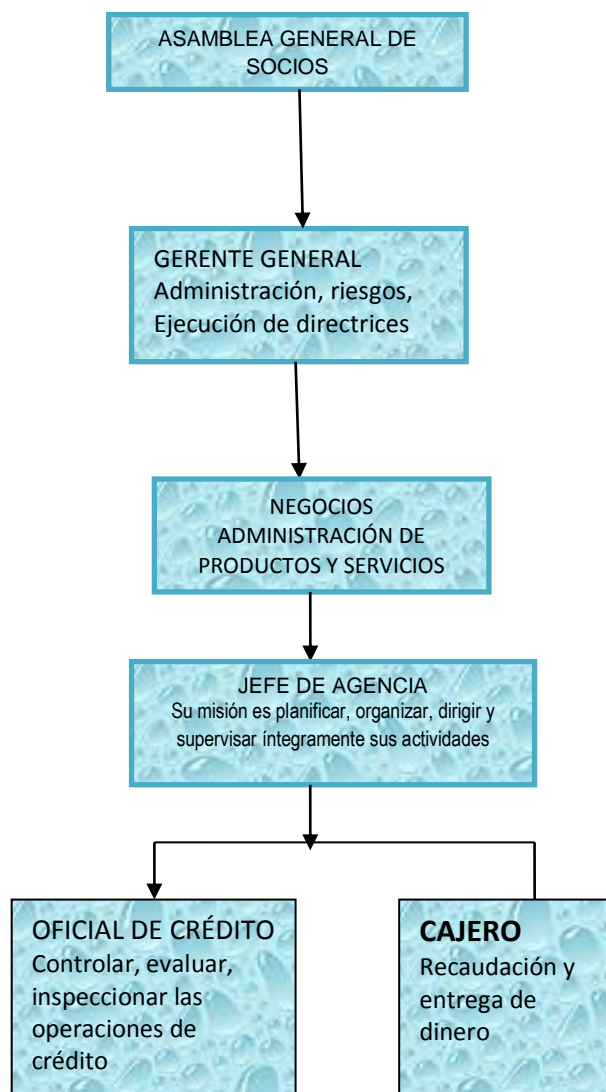 ASAMBLEA GENERAL DE
SOCIOS
GERENTE GENERAL
Administración, riesgos,
Ejecución de directrices
NEGOCIOS
ADMINISTRACIÓN DE
PRODUCTOS Y SERVICIOS
JEFE DE AGENCIA
Su misión es planificar, organizar, dirigir y
supervisar íntegramente sus actividades
OFICIAL DE CRÉDITO
Controlar, evaluar,
inspeccionar las
operaciones de
crédito
CAJERO
Recaudación y
entrega de
dinero